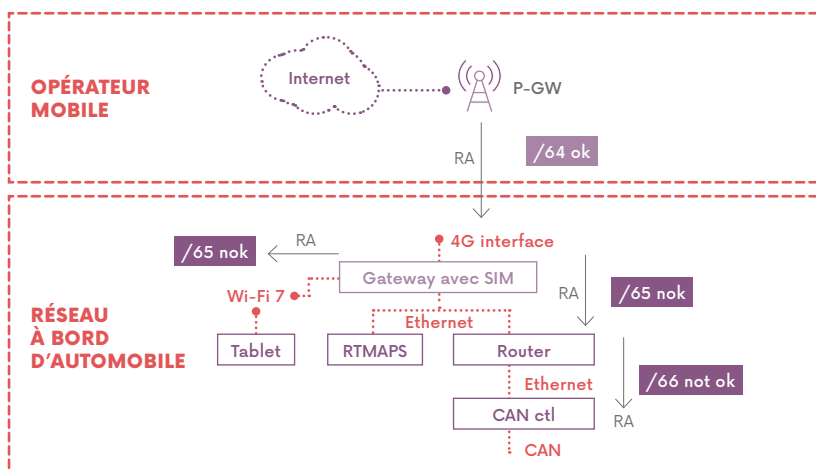 Internet
P-GW
OPÉRATEUR
MOBILE
RA
/64 ok
4G interface
RA
/65 nok
Gateway avec SIM
RA
/65 nok
Wi-Fi 7
Ethernet
RÉSEAU
À BORD
D'AUTOMOBILE
Tablet
RTMAPS
Router
Ethernet
/66 not ok
CAN ctl
RA
CAN